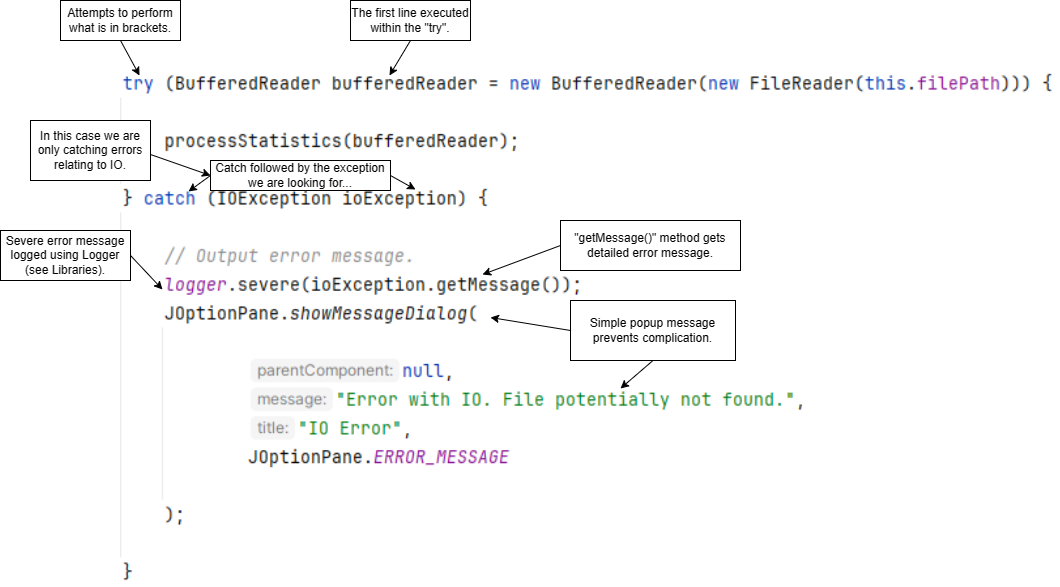 Attempts to perform
what is in brackets.
The first line executed
within the "try".
try (BufferedReader bufferedReader = new BufferedReader(new FileReader(this.filePath))) {
processStatistics(bufferedReader);
In this case we are
only catching errors
relating to IO.
Catch followed by the exception
we are looking for...
} catch (IOException ioException) {
Severe error message
logged using Logger
(see Libraries).
"getMessage()" method gets
detailed error message.
// Output error message.
logger.severe(ioException.getMessage());
JOptionPane.showMessageDialog(
Simple popup message
prevents complication.
parentComponent: null,
message: "Error with IO. File potentially not found.",
title: "IO Error",
JOptionPane.ERROR_MESSAGE
);
}